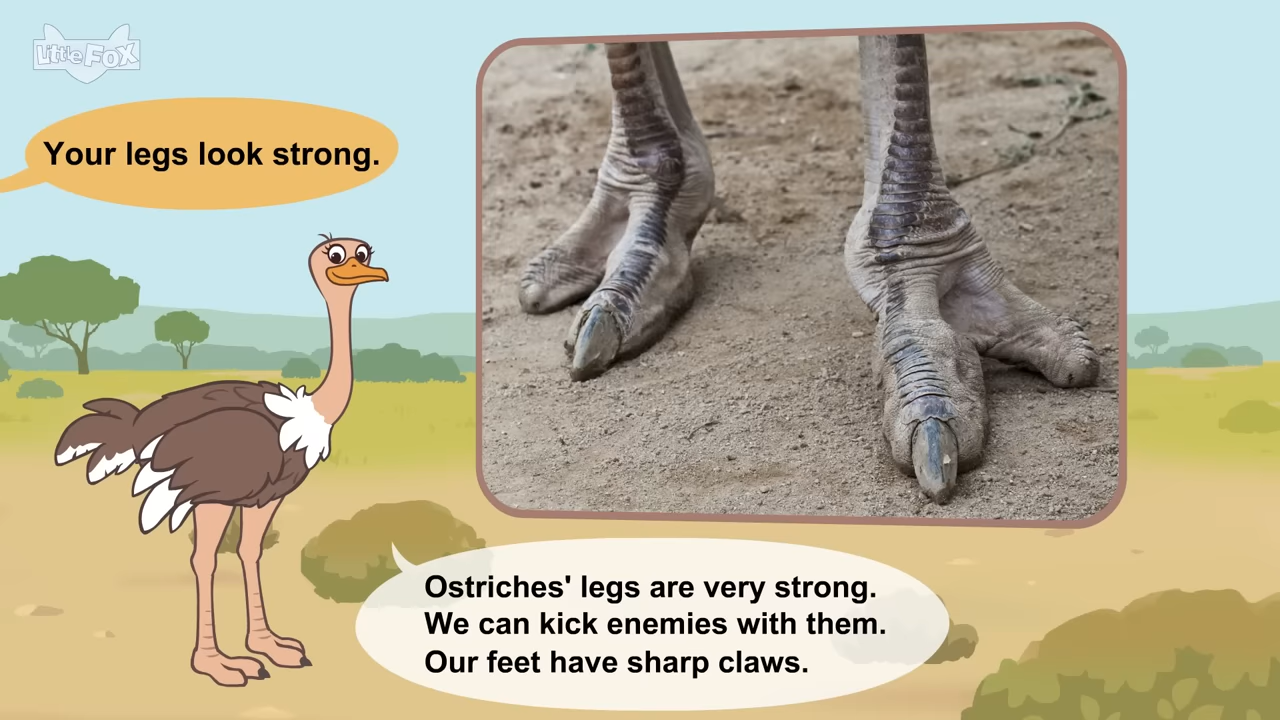 Little Fox
Your legs look strong.
Ostriches' legs are very strong.
We can kick enemies with them.
Our feet have sharp claws.